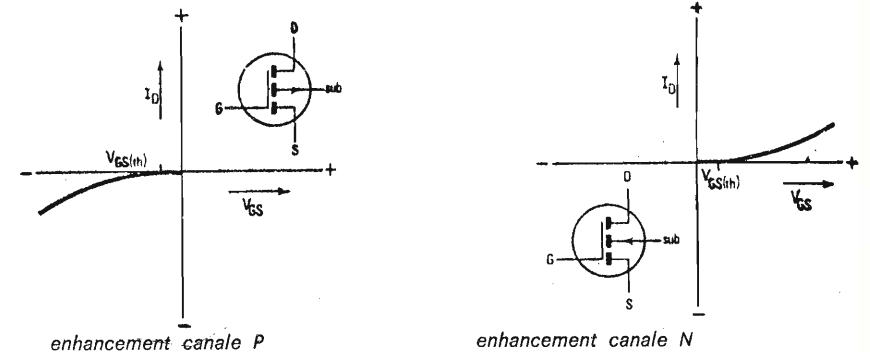 +
D
I_D
G
sub
S
V_GS(th)
-
+
V_GS
-
enhancement canale P
+
I_D
-
+
V_GS(th)
V_GS
D
G
sub
S
-
enhancement canale N